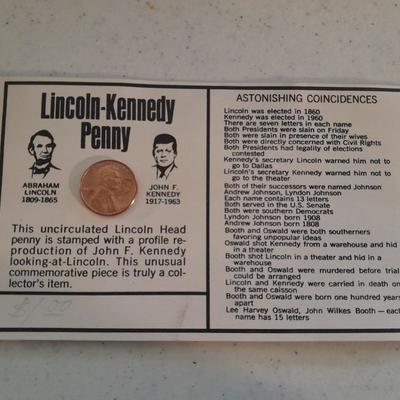 Lincoln-Kennedy
Penny
ABRAHAM
LINCOLN
1809-1865
JOHN F.
KENNEDY
1917-1963
This uncirculated Lincoln Head
penny is stamped with a profile re-
production of John F. Kennedy
looking-at-Lincoln. This unusual
commemorative piece is truly a col-
lector's item.
ASTONISHING COINCIDENCES
Lincoln was elected in 1860
Kennedy was elected in 1960
There are seven letters in each name
Both Presidents were slain on Friday
Both were slain in presence of their wives
Both were directly concerned with Civil Rights
Both Presidents had legality of elections
contested
Kennedy's secretary Lincoln warned him not
to go to Dallas
Lincoln's secretary Kennedy warned him not
to go to the theater
Both of their successors were named Johnson
Andrew Johnson, Lyndon Johnson
Each name contains 13 letters
Both served in the U.S. Senate
Both were southern Democrats
Lyndon Johnson born 1908
Andrew Johnson born 1808
Booth and Oswald were both southerners
favoring unpopular ideas
Oswald shot Kennedy from a warehouse and hid
in a theater
Booth shot Lincoln in a theater and hid in a
warehouse
Booth and Oswald were murdered before trial
could be arranged
Lincoln and Kennedy were carried in death on
the same caisson
Booth and Oswald were born one hundred years
apart
Lee Harvey Oswald, John Wilkes Booth — each
name has 15 letters